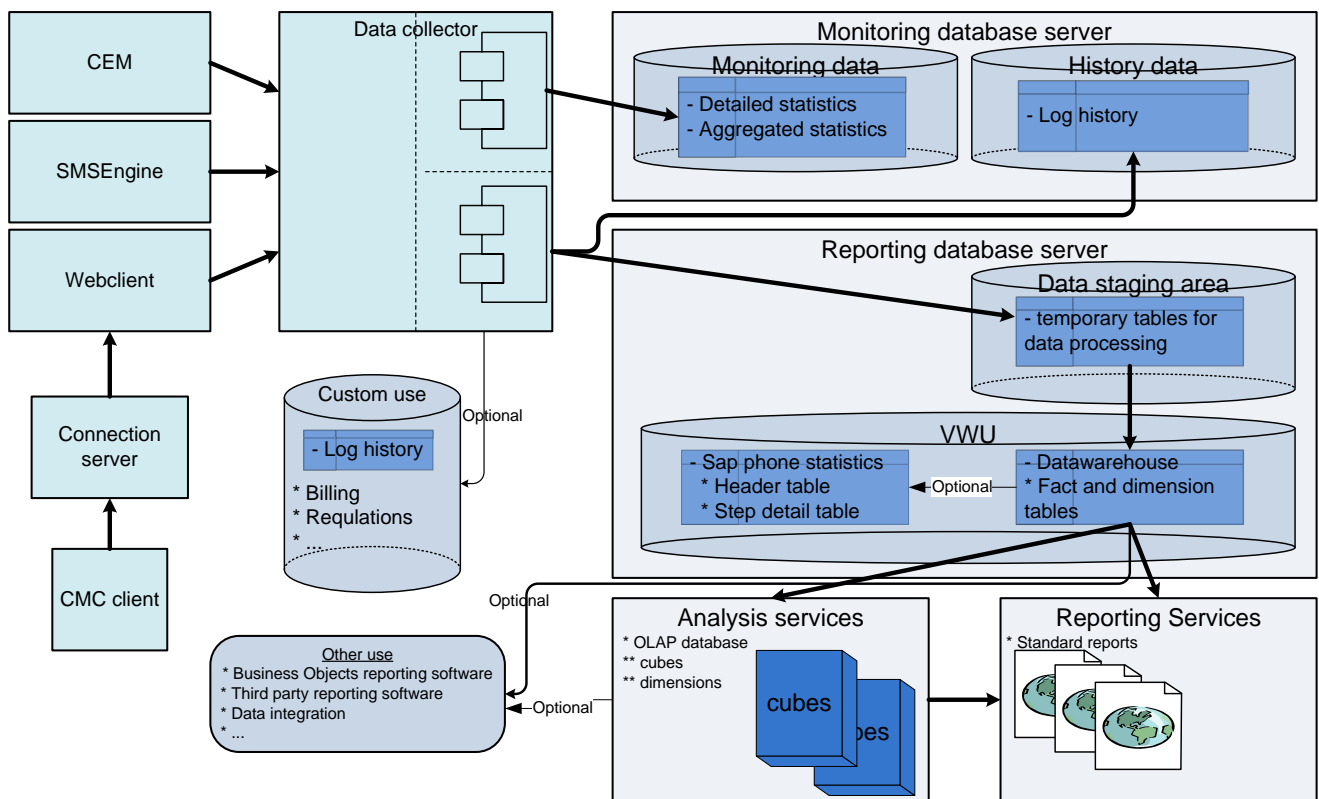 CEM
SMSEngine
Webclient
Connection
server
CMC client
Data collector
Optional
Custom use
- Log history
* Billing
* Requlations
* ...
Monitoring database server
Monitoring data
- Detailed statistics
- Aggregated statistics
History data
- Log history
Reporting database server
Data staging area
- temporary tables for
data processing
VWU
- Sap phone statistics
* Header table
* Step detail table
Optional
- Datawarehouse
* Fact and dimension
tables
Optional
Other use
* Business Objects reporting software
* Third party reporting software
* Data integration
* ...
Optional
Analysis services
* OLAP database
** cubes
** dimensions
cubes
bes
Reporting Services
* Standard reports